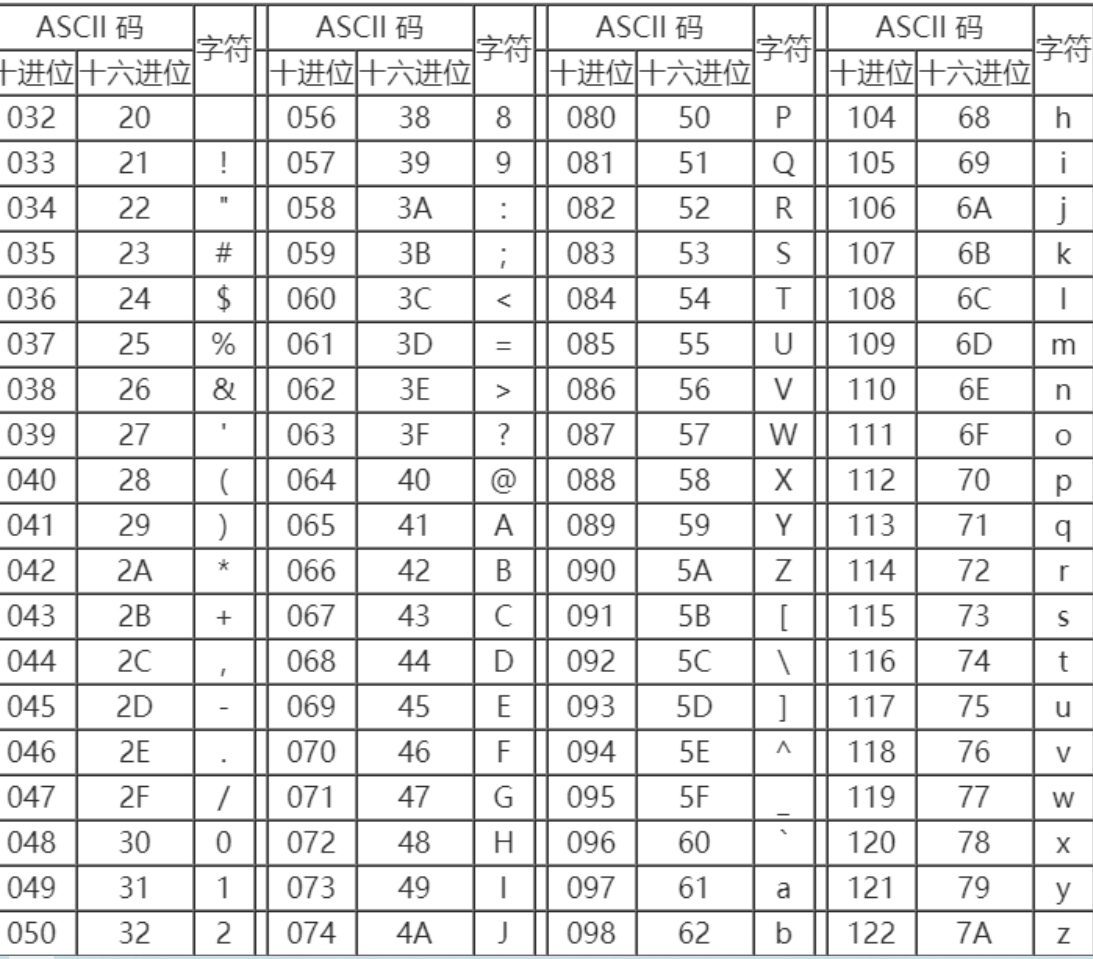 ASCII 码 字符 ASCII 码 字符 ASCII 码 字符 ASCII 码 字符
十进位 十六进位 十进位 十六进位 十进位 十六进位 十进位 十六进位
032 20 056 38 8 080 50 P 104 68 h
033 21 ! 057 39 9 081 51 Q 105 69 i
034 22 " 058 3A : 082 52 R 106 6A j
035 23 # 059 3B ; 083 53 S 107 6B k
036 24 $ 060 3C < 084 54 T 108 6C l
037 25 % 061 3D = 085 55 U 109 6D m
038 26 & 062 3E > 086 56 V 110 6E n
039 27 ' 063 3F ? 087 57 W 111 6F o
040 28 ( 064 40 @ 088 58 X 112 70 p
041 29 ) 065 41 A 089 59 Y 113 71 q
042 2A * 066 42 B 090 5A Z 114 72 r
043 2B + 067 43 C 091 5B [ 115 73 s
044 2C , 068 44 D 092 5C \ 116 74 t
045 2D - 069 45 E 093 5D ] 117 75 u
046 2E . 070 46 F 094 5E ^ 118 76 v
047 2F / 071 47 G 095 5F _ 119 77 w
048 30 0 072 48 H 096 60 ` 120 78 x
049 31 1 073 49 I 097 61 a 121 79 y
050 32 2 074 4A J 098 62 b 122 7A z